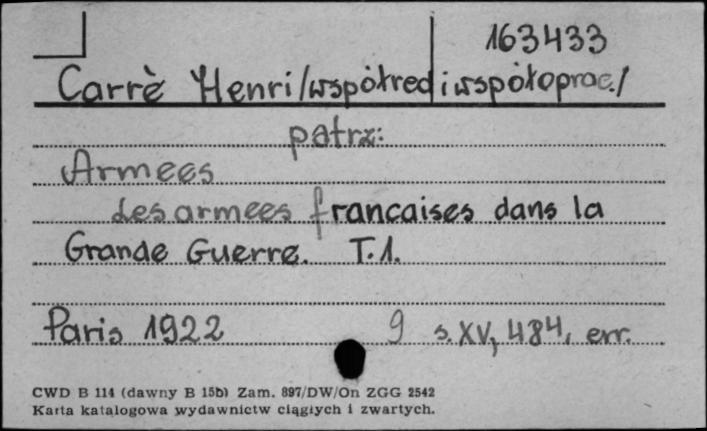 163433
Carrè Henri /współred i współoprac./
patrz:
Armees
Les armees francaises dans la
Grande Guerre. T.1.
Paris 1922 9 s. XV, 484, err.
CWD B 114 (dawny B 15b) Zam. 897/DW/On ZGG 2542
Karta katalogowa wydawnictw ciągłych i zwartych.